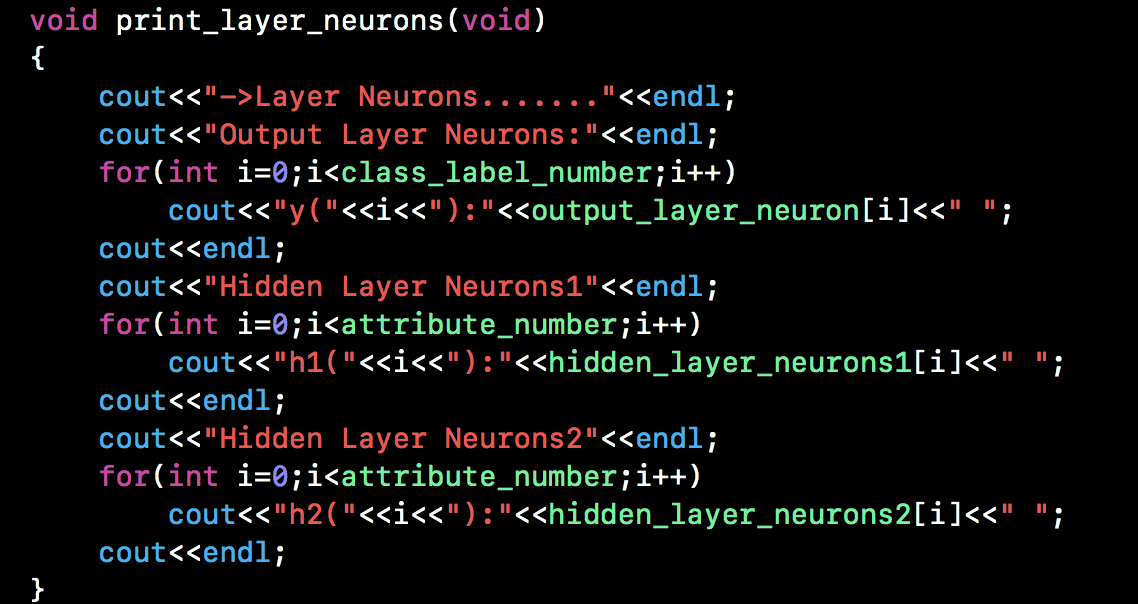 void print_layer_neurons(void)
{
    cout<<"->Layer Neurons......."<<endl;
    cout<<"Output Layer Neurons:"<<endl;
    for(int i=0;i<class_label_number;i++)
        cout<<"y("<<i<<"):"<<output_layer_neuron[i]<<" ";
    cout<<endl;
    cout<<"Hidden Layer Neurons1"<<endl;
    for(int i=0;i<attribute_number;i++)
        cout<<"h1("<<i<<"):"<<hidden_layer_neurons1[i]<<" ";
    cout<<endl;
    cout<<"Hidden Layer Neurons2"<<endl;
    for(int i=0;i<attribute_number;i++)
        cout<<"h2("<<i<<"):"<<hidden_layer_neurons2[i]<<" ";
    cout<<endl;
}